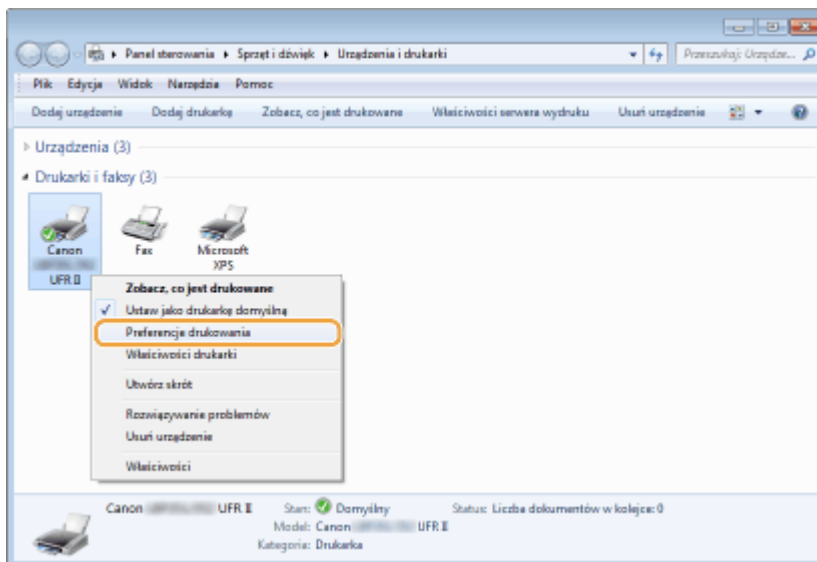 Panel sterowania ▸ Sprzęt i dźwięk ▸ Urządzenia i drukarki
Przeszukaj: Urządze...
Plik Edycja Widok Narzędzia Pomoc
Dodaj urządzenie Dodaj drukarkę Zobacz, co jest drukowane Właściwości serwera wydruku Usuń urządzenie
Urządzenia (3)
Drukarki i faksy (3)
Canon
UFR II
Fax
Microsoft
XPS
Zobacz, co jest drukowane
Ustaw jako drukarkę domyślną
Preferencje drukowania
Właściwości drukarki
Utwórz skrót
Rozwiązywanie problemów
Usuń urządzenie
Właściwości
Canon UFR II Stan: Domyślny Status: Liczba dokumentów w kolejce: 0
Model: Canon UFR II
Kategoria: Drukarka